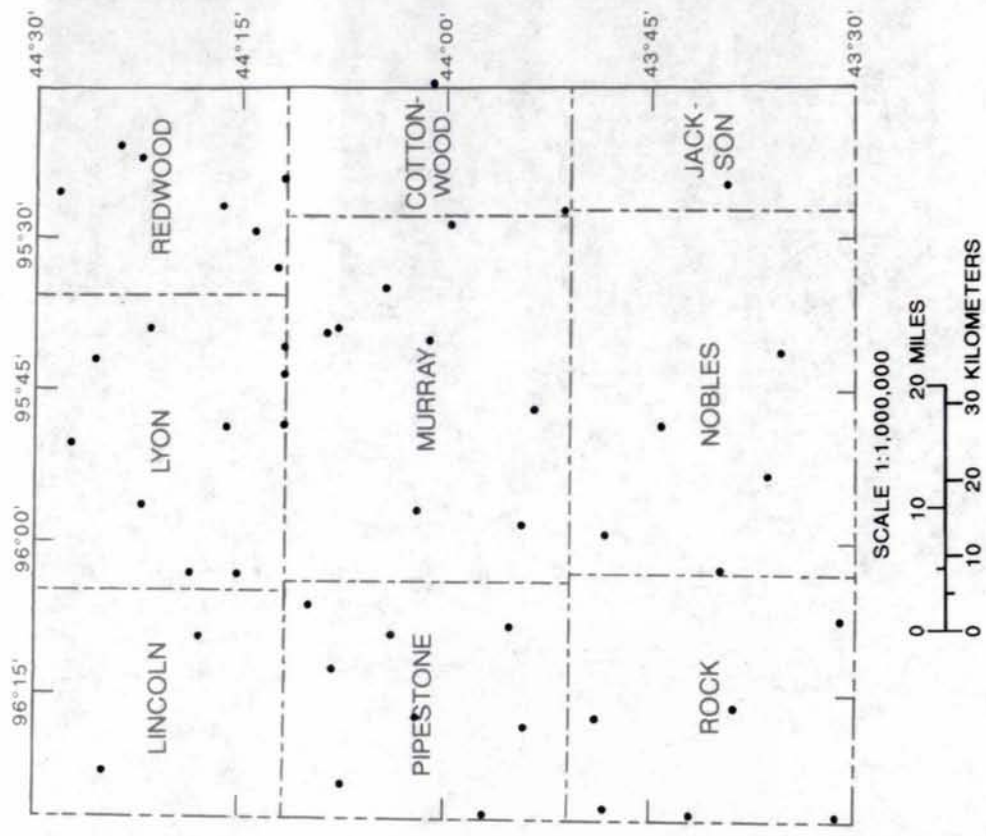 96°15'
96°00'
95°45'
95°30'
44°30'
44°15'
44°00'
43°45'
43°30'
LINCOLN
LYON
REDWOOD
PIPESTONE
MURRAY
COTTON-
WOOD
ROCK
NOBLES
JACK-
SON
SCALE 1:1,000,000
0 10 20 MILES
0 10 20 30 KILOMETERS